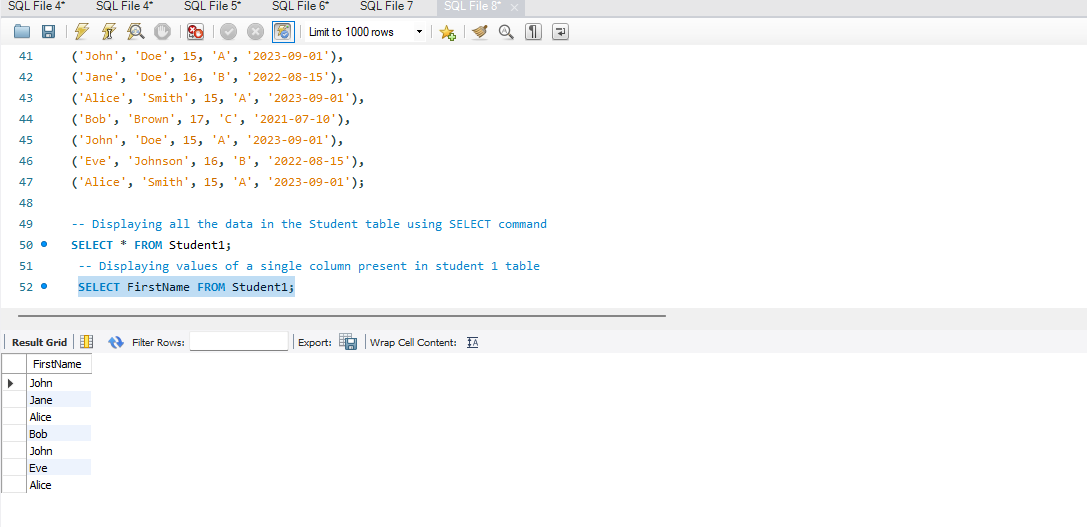 SQL File 4* SQL File 4* SQL File 5* SQL File 6* SQL File 7 SQL File 8*
Limit to 1000 rows
41 ('John', 'Doe', 15, 'A', '2023-09-01'),
42 ('Jane', 'Doe', 16, 'B', '2022-08-15'),
43 ('Alice', 'Smith', 15, 'A', '2023-09-01'),
44 ('Bob', 'Brown', 17, 'C', '2021-07-10'),
45 ('John', 'Doe', 15, 'A', '2023-09-01'),
46 ('Eve', 'Johnson', 16, 'B', '2022-08-15'),
47 ('Alice', 'Smith', 15, 'A', '2023-09-01');
48
49 -- Displaying all the data in the Student table using SELECT command
50 SELECT * FROM Student1;
51 -- Displaying values of a single column present in student 1 table
52 SELECT FirstName FROM Student1;
Result Grid Filter Rows: Export: Wrap Cell Content:
FirstName
John
Jane
Alice
Bob
John
Eve
Alice